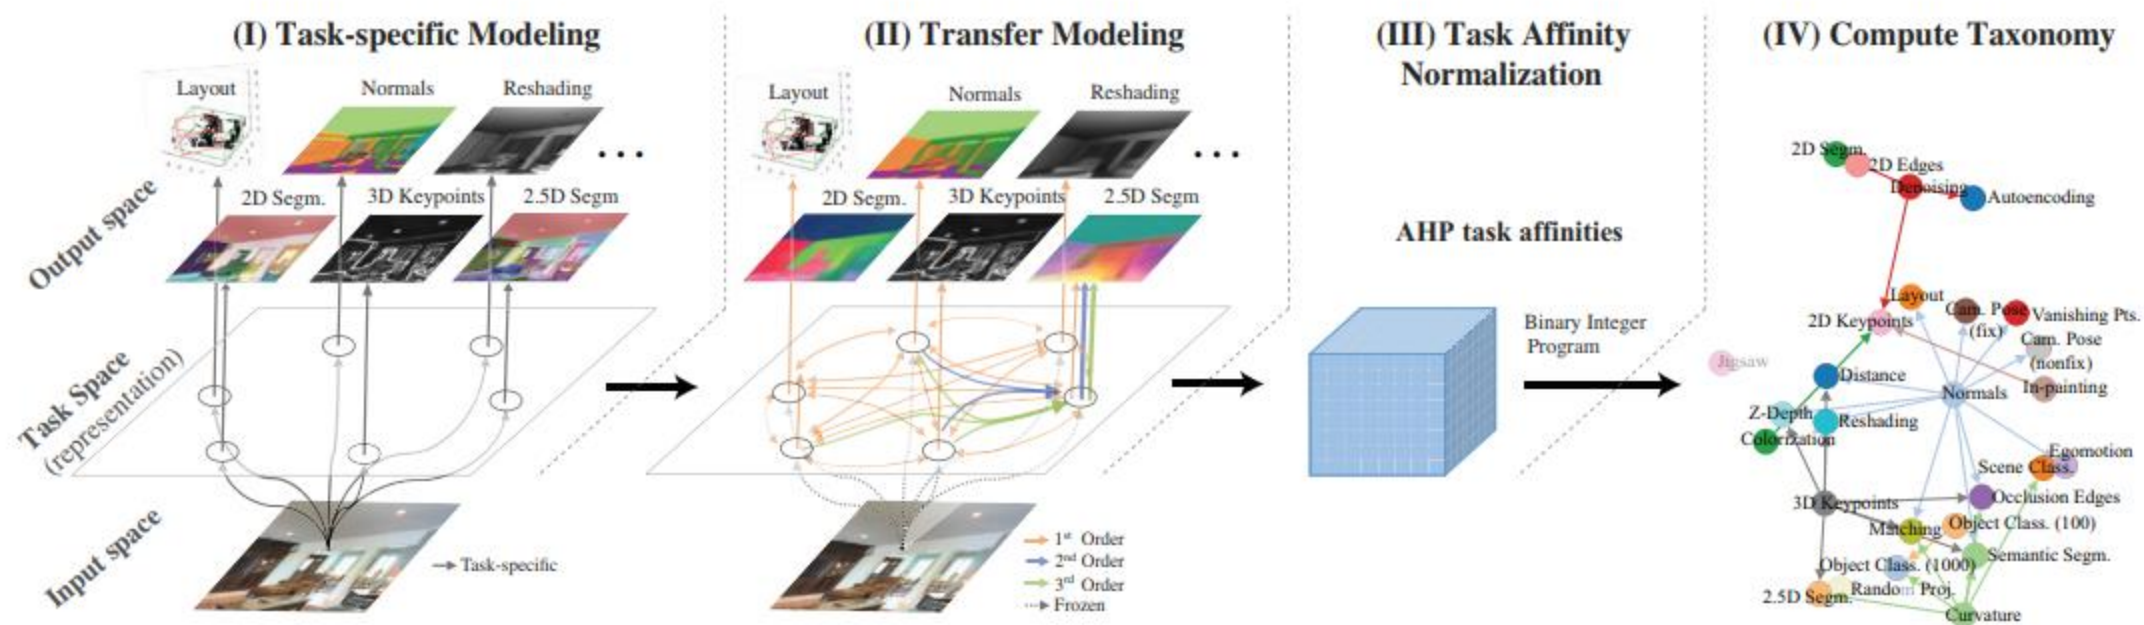 (I) Task-specific Modeling
Layout
Normals
Reshading
...
2D Segm.
3D Keypoints
2.5D Segm
Output space
Task Space
(representation)
Input space
Task-specific
(II) Transfer Modeling
Layout
Normals
Reshading
...
2D Segm.
3D Keypoints
2.5D Segm
1st Order
2nd Order
3rd Order
Frozen
(III) Task Affinity
Normalization
AHP task affinities
Binary Integer
Program
(IV) Compute Taxonomy
2D Segm.
2D Edges
Denoising
Autoencoding
Layout
Cam. Pose
(fix)
Vanishing Pts.
2D Keypoints
Cam. Pose
(nonfix)
Jigsaw
Distance
Normals
In-painting
Z-Depth
Reshading
Colorization
Egomotion
Scene Class.
3D Keypoints
Occlusion Edges
Matching
Object Class. (100)
Semantic Segm.
Object Class. (1000)
2.5D Segm.
Random Proj.
Curvature